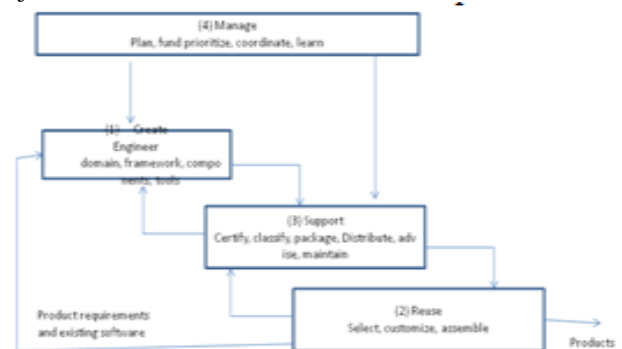 (4) Manage
Plan, fund prioritize, coordinate, learn
(1) Create
Engineer
domain, framework, compo
nents, tools
(3) Support
Certify, classify, package, Distribute, adv
ise, maintain
(2) Reuse
Select, customize, assemble
Product requirements
and existing software
Products